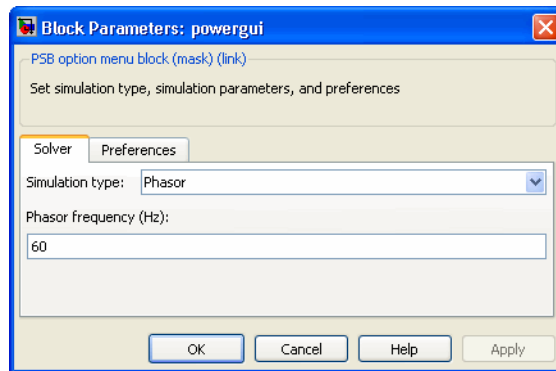 Block Parameters: powergui
PSB option menu block (mask) (link)
Set simulation type, simulation parameters, and preferences
Solver Preferences
Simulation type: Phasor
Phasor frequency (Hz):
60
OK Cancel Help Apply